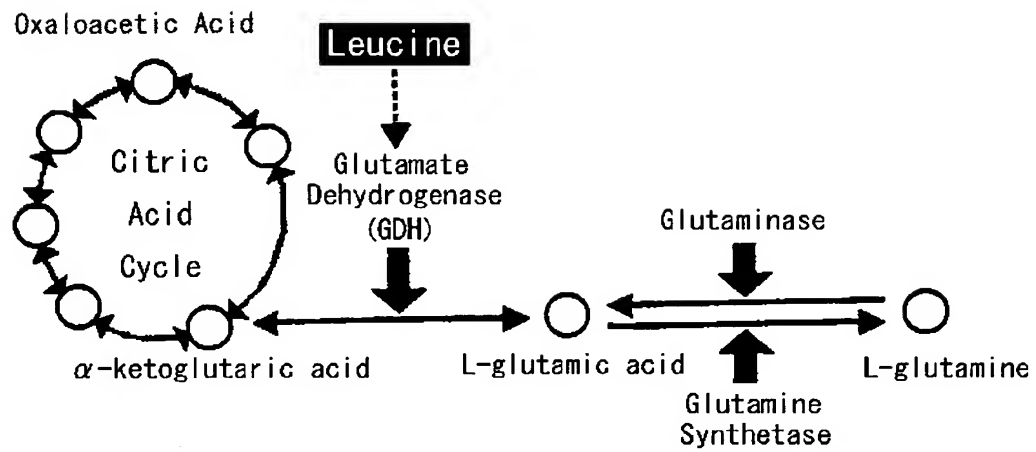 Oxaloacetic Acid
Leucine
Citric
Acid
Cycle
Glutamate
Dehydrogenase
(GDH)
Glutaminase
α-ketoglutaric acid
L-glutamic acid
L-glutamine
Glutamine
Synthetase